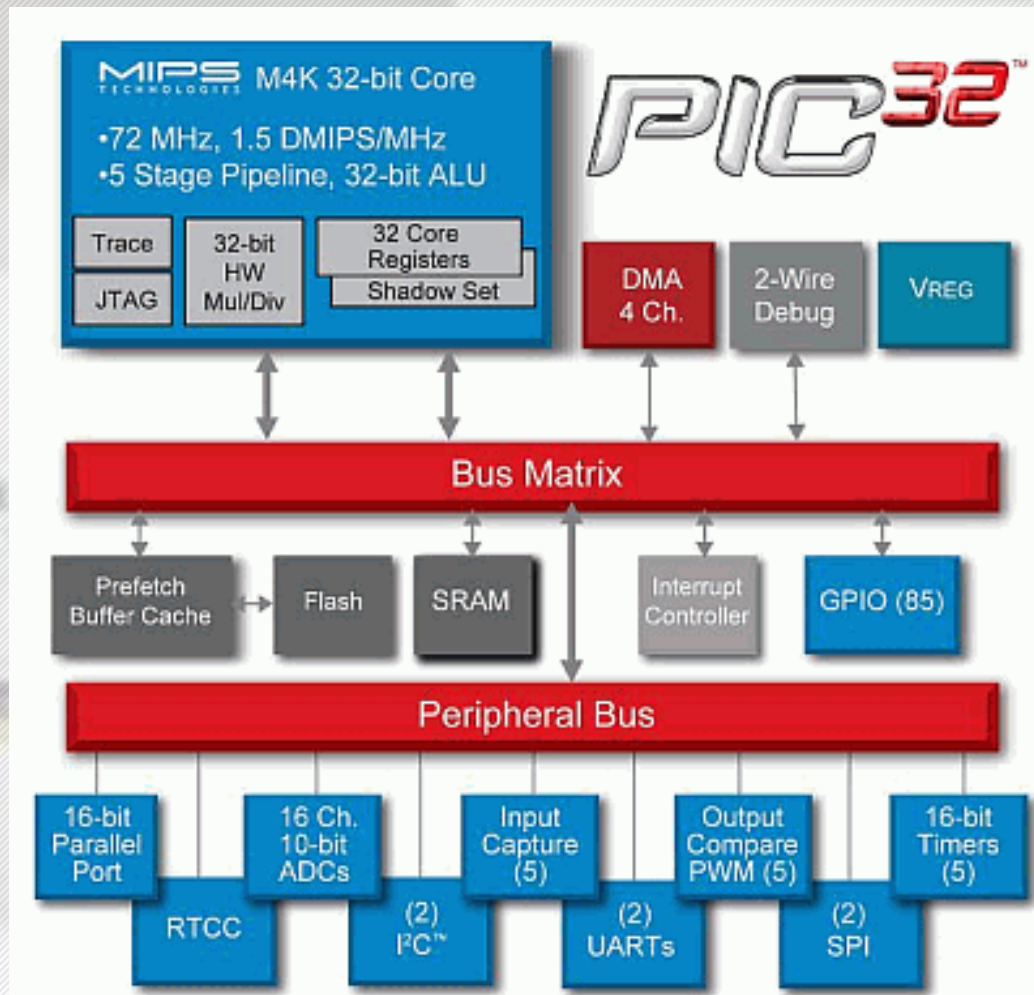 MIPS
TECHNOLOGIES
M4K 32-bit Core
•72 MHz, 1.5 DMIPS/MHz
•5 Stage Pipeline, 32-bit ALU
Trace
JTAG
32-bit
HW
Mul/Div
32 Core
Registers
Shadow Set
PIC32™
DMA
4 Ch.
2-Wire
Debug
VREG
Bus Matrix
Prefetch
Buffer Cache
Flash
SRAM
Interrupt
Controller
GPIO (85)
Peripheral Bus
16-bit
Parallel
Port
RTCC
16 Ch.
10-bit
ADCs
(2)
I²C™
Input
Capture
(5)
(2)
UARTs
Output
Compare
PWM (5)
(2)
SPI
16-bit
Timers
(5)